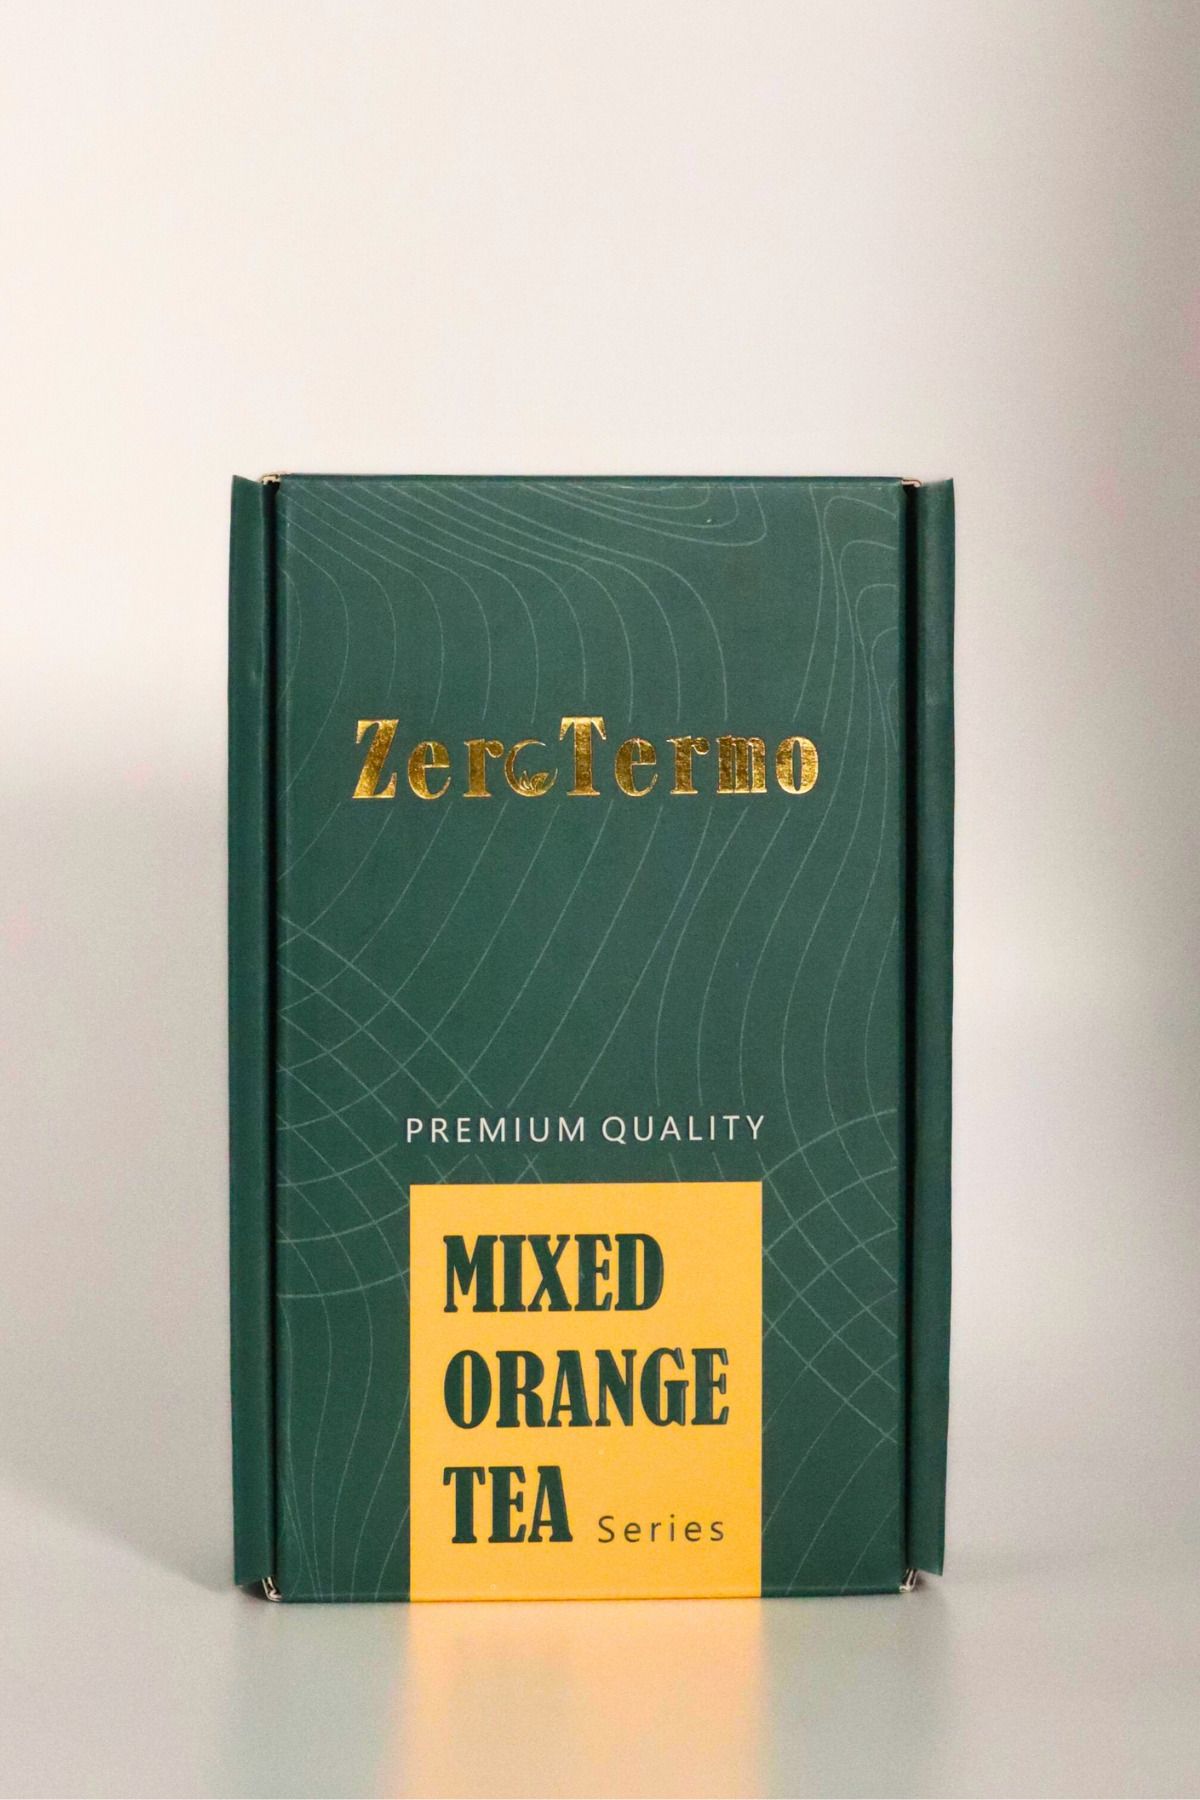 ZeroTermo
PREMIUM QUALITY
MIXED
ORANGE
TEA Series